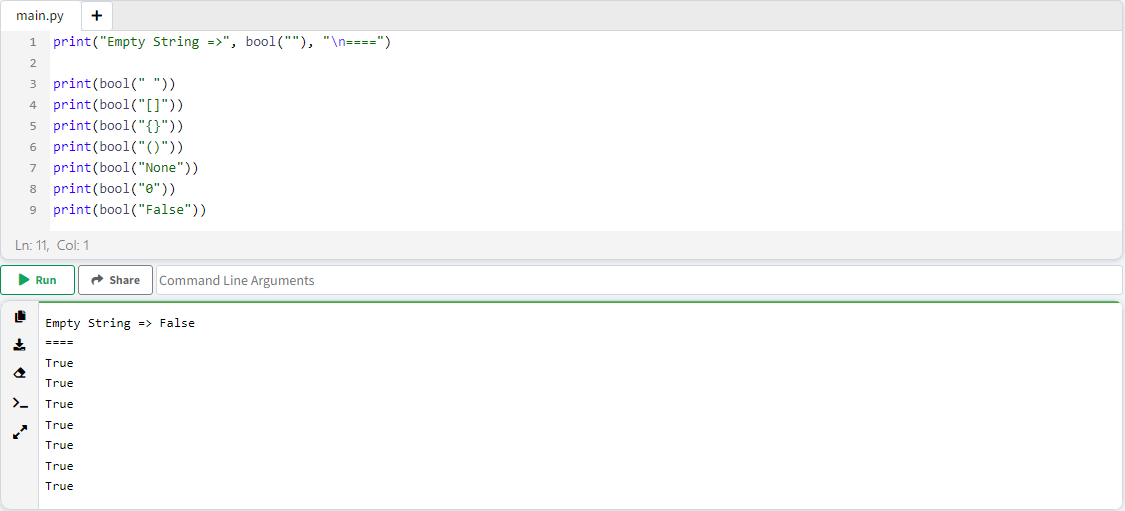 main.py +
1 print("Empty String =>", bool(""), "\n====")
2
3 print(bool(" "))
4 print(bool("[]"))
5 print(bool("{}"))
6 print(bool("()"))
7 print(bool("None"))
8 print(bool("0"))
9 print(bool("False"))
Ln: 11, Col: 1
Run Share Command Line Arguments
Empty String => False
====
True
True
True
True
True
True
True